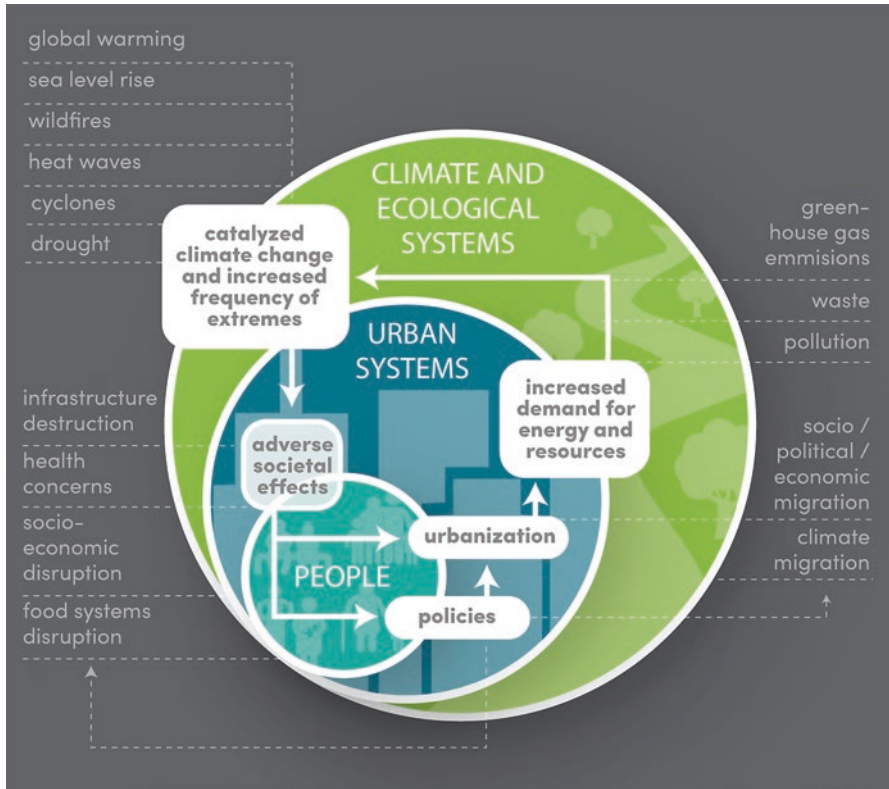 global warming
sea level rise
wildfires
heat waves
cyclones
drought
CLIMATE AND
ECOLOGICAL
SYSTEMS
catalyzed
climate change
and increased
frequency of
extremes
green-
house gas
emmisions
waste
pollution
URBAN
SYSTEMS
increased
demand for
energy and
resources
infrastructure
destruction
health
concerns
socio-
economic
disruption
food systems
disruption
adverse
societal
effects
socio /
political /
economic
migration
climate
migration
urbanization
PEOPLE
policies